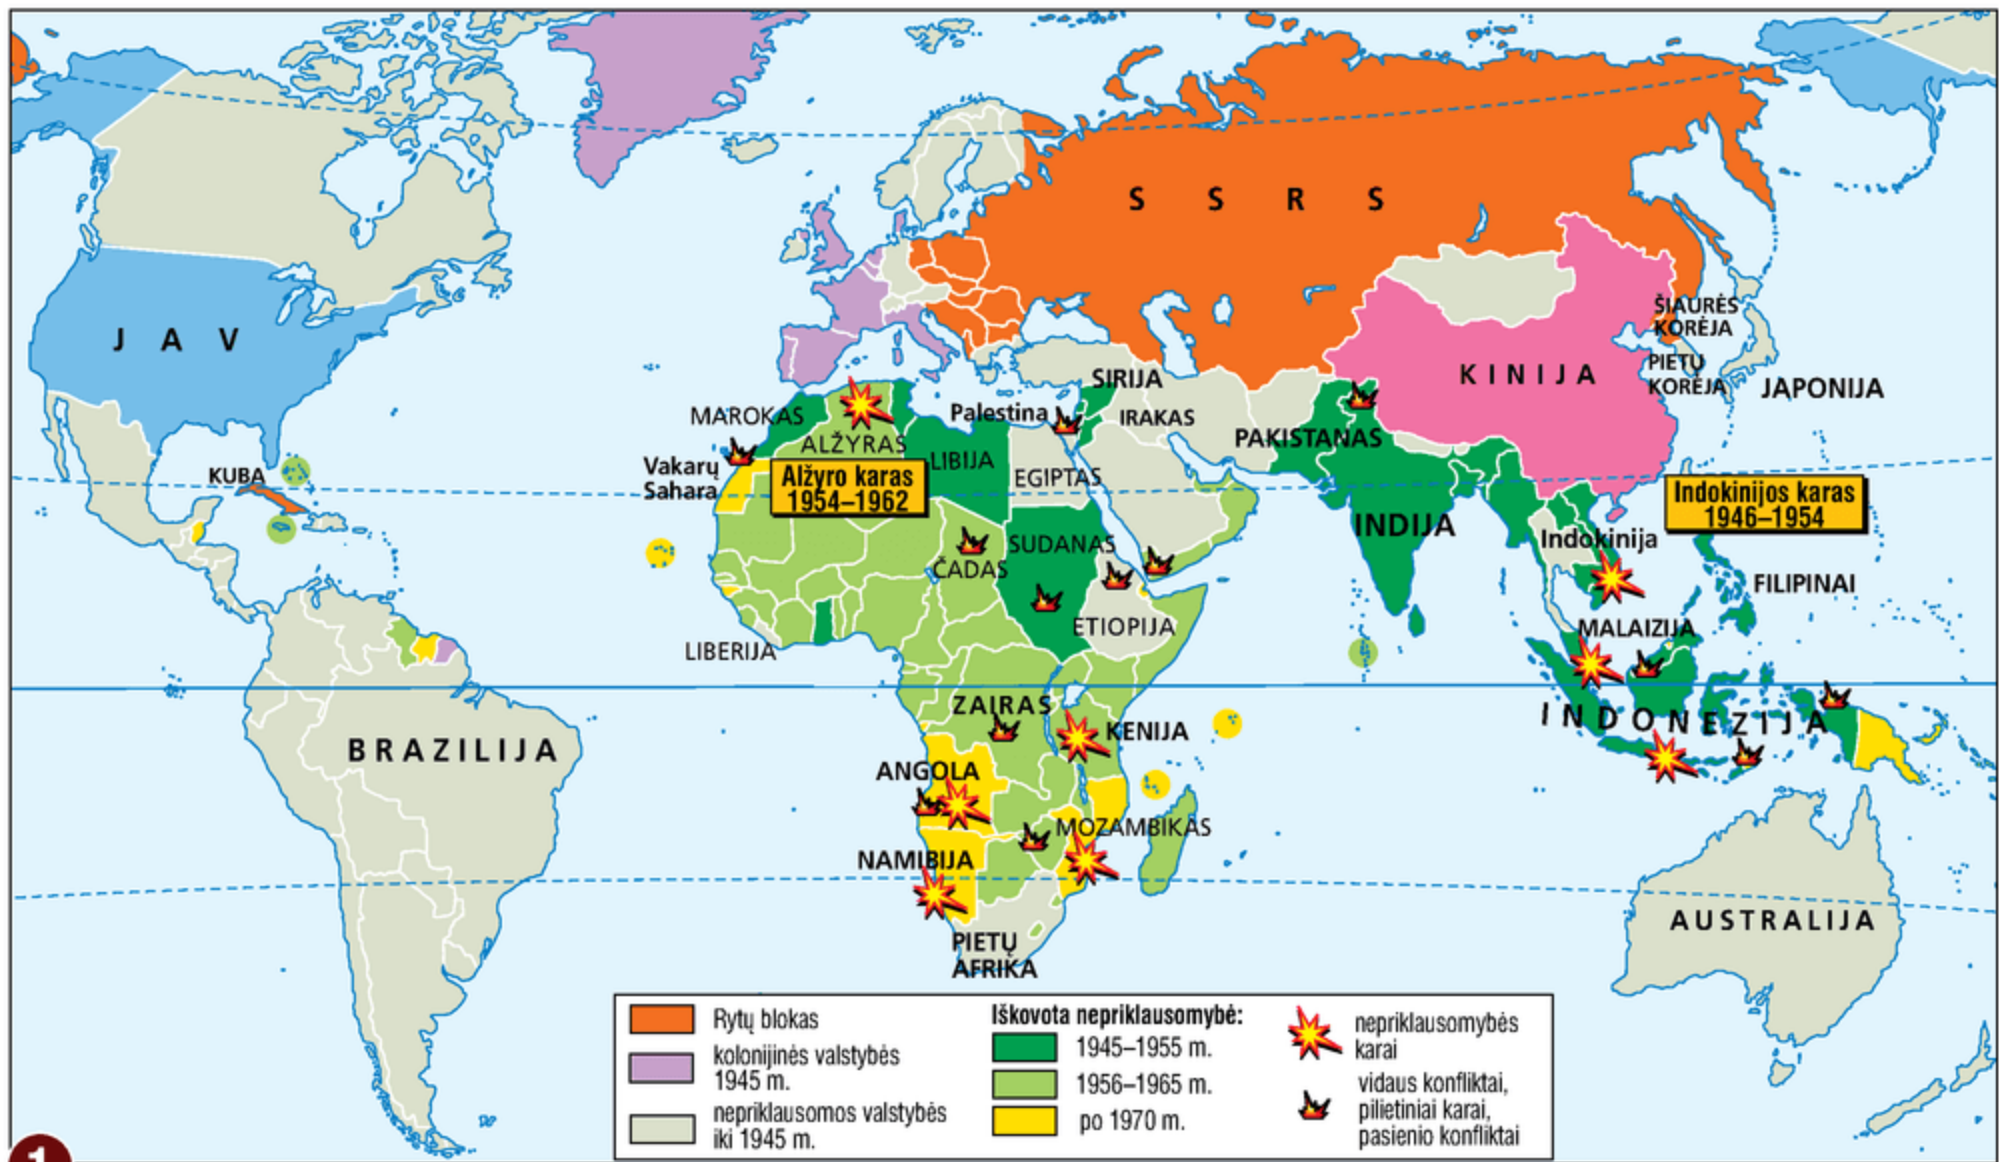 S S R S
J A V
ŠIAURĖS
KORĖJA
KINIJA
PIETŲ
KORĖJA
JAPONIJA
SIRIJA
MAROKAS
Palestina
IRAKAS
ALŽYRAS
PAKISTANAS
LIBIJA
KUBA
Vakarų
Sahara
Alžyro karas
1954–1962
EGIPTAS
Indokinijos karas
1946–1954
INDIJA
Indokinija
SUDANAS
ČADAS
FILIPINAI
ETIOPIJA
MALAIZIJA
LIBERIJA
ZAIRAS
INDONEZIJA
KENIJA
BRAZILIJA
ANGOLA
MOZAMBIKAS
NAMIBIJA
AUSTRALIJA
PIETŲ
AFRIKA
Rytų blokas
kolonijinės valstybės
1945 m.
nepriklausomos valstybės
iki 1945 m.
Iškovota nepriklausomybė:
1945–1955 m.
1956–1965 m.
po 1970 m.
nepriklausomybės
karai
vidaus konfliktai,
pilietiniai karai,
pasienio konfliktai
1